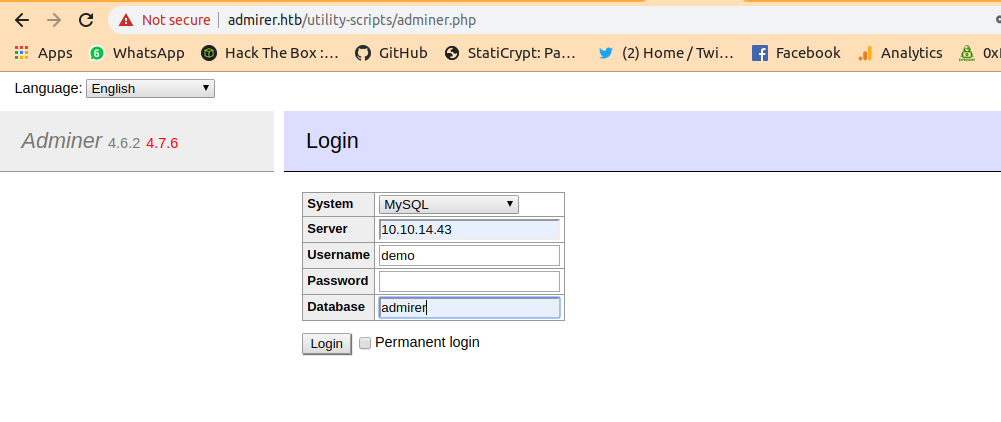 Not secure admirer.htb/utility-scripts/adminer.php
Apps WhatsApp Hack The Box :... GitHub StatiCrypt: Pa... (2) Home / Twi... Facebook Analytics
Language: English
Adminer 4.6.2 4.7.6
Login
System MySQL
Server 10.10.14.43
Username demo
Password
Database admirer
Login Permanent login